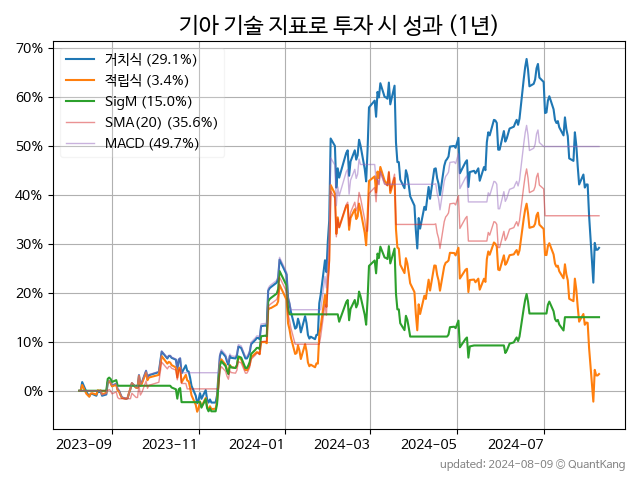 기아 기술 지표로 투자 시 성과 (1년)
70%
60%
50%
40%
30%
20%
10%
0%
거치식 (29.1%)
적립식 (3.4%)
SigM (15.0%)
SMA(20) (35.6%)
MACD (49.7%)
2023-09
2023-11
2024-01
2024-03
2024-05
2024-07
updated: 2024-08-09 © QuantKang